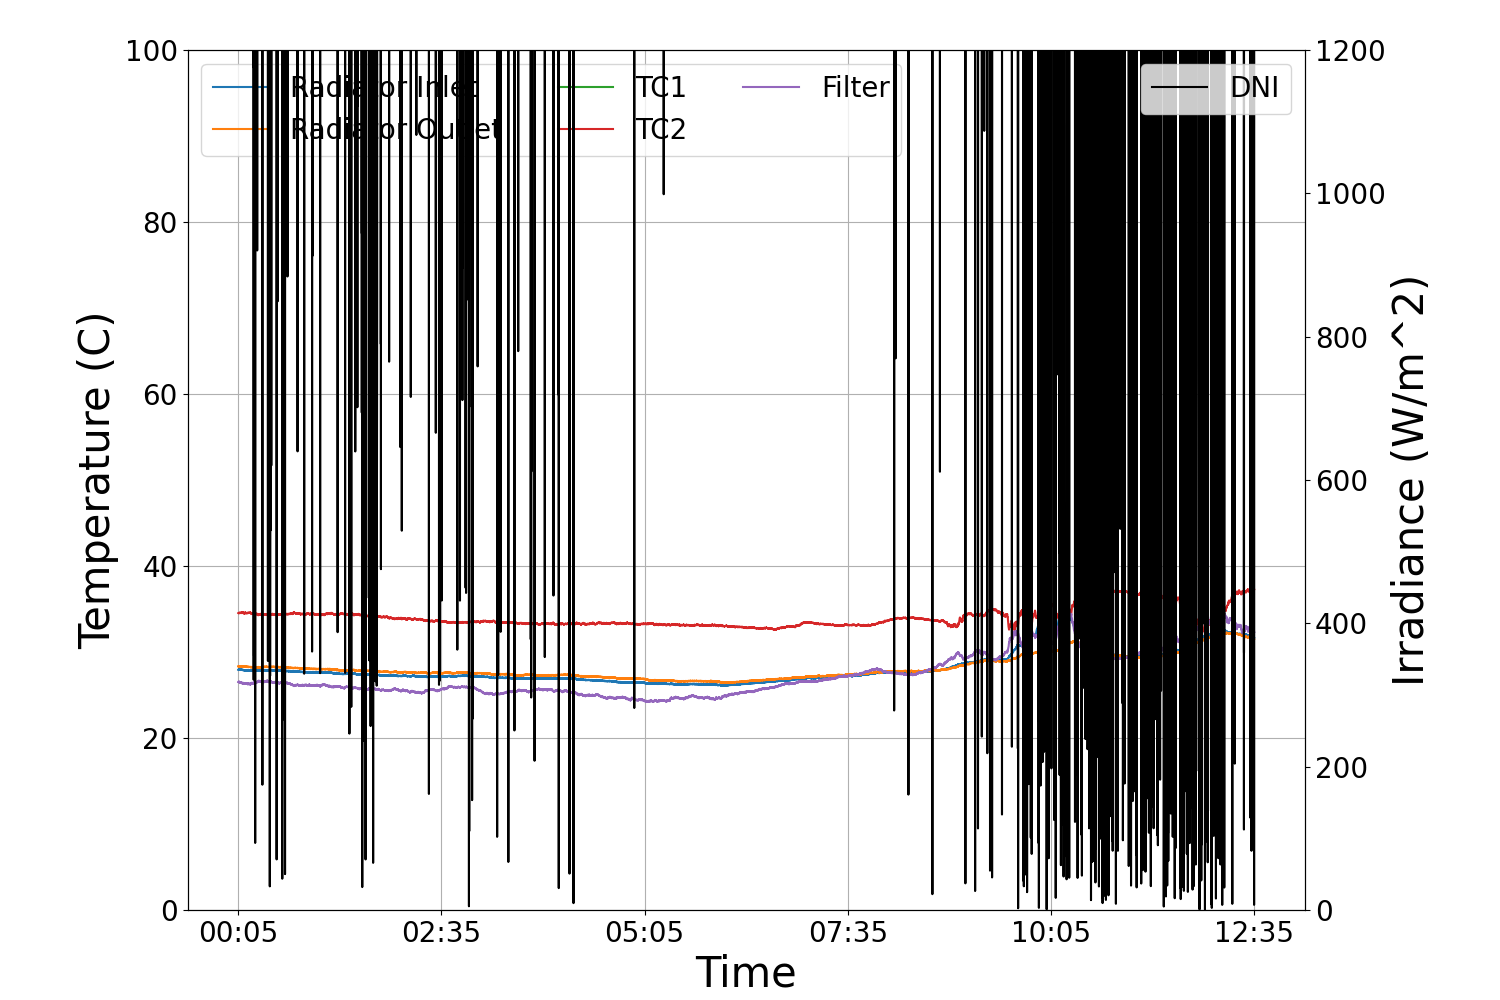 100
80
60
40
20
0
Temperature (C)
Radiator Inlet
Radiator Outlet
TC1
TC2
Filter
DNI
1200
1000
800
600
400
200
0
Irradiance (W/m^2)
00:05 02:35 05:05 07:35 10:05 12:35
Time